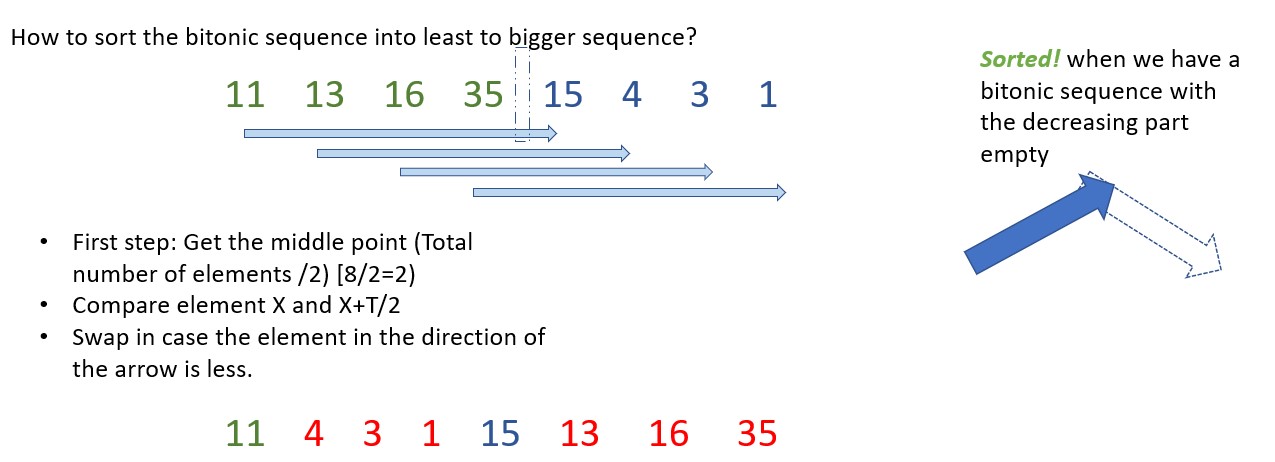 How to sort the bitonic sequence into least to bigger sequence?
11 13 16 35 15 4 3 1
Sorted! when we have a
bitonic sequence with
the decreasing part
empty
• First step: Get the middle point (Total
number of elements /2) [8/2=2)
• Compare element X and X+T/2
• Swap in case the element in the direction of
the arrow is less.
11 4 3 1 15 13 16 35